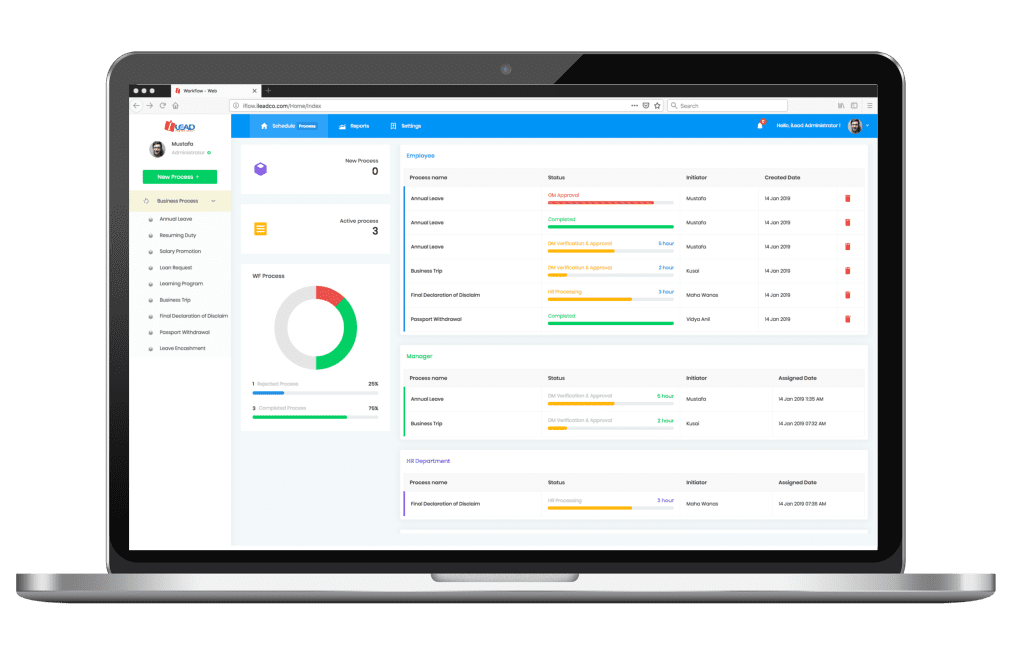 Workflow - Web
iflow.ileadco.com/Home/Index
Search
iLEAD
Schedule Process
Reports
Settings
Hello, iLead Administrator !
Mustafa
Administrator
New Process +
Business Process
Annual Leave
Resuming Duty
Salary Promotion
Loan Request
Learning Program
Business Trip
Final Declaration of Disclaim
Passport Withdrawal
Leave Encashment
New Process
0
Active process
3
WF Process
1 Rejected Process 25%
3 Completed Process 75%
Employee
Process name Status Initiator Created Date
Annual Leave GM Approval Mustafa 14 Jan 2019
Annual Leave Completed Mustafa 14 Jan 2019
Annual Leave DM Verification & Approval 5 hour Mustafa 14 Jan 2019
Business Trip DM Verification & Approval 2 hour Kusai 14 Jan 2019
Final Declaration of Disclaim HR Processing 3 hour Maha Wanas 14 Jan 2019
Passport Withdrawal Completed Vidya Anil 14 Jan 2019
Manager
Process name Status Initiator Assigned Date
Annual Leave DM Verification & Approval 5 hour Mustafa 14 Jan 2019 11:35 AM
Business Trip DM Verification & Approval 2 hour Kusai 14 Jan 2019 07:32 AM
HR Department
Process name Status Initiator Assigned Date
Final Declaration of Disclaim HR Processing 3 hour Maha Wanas 14 Jan 2019 07:36 AM